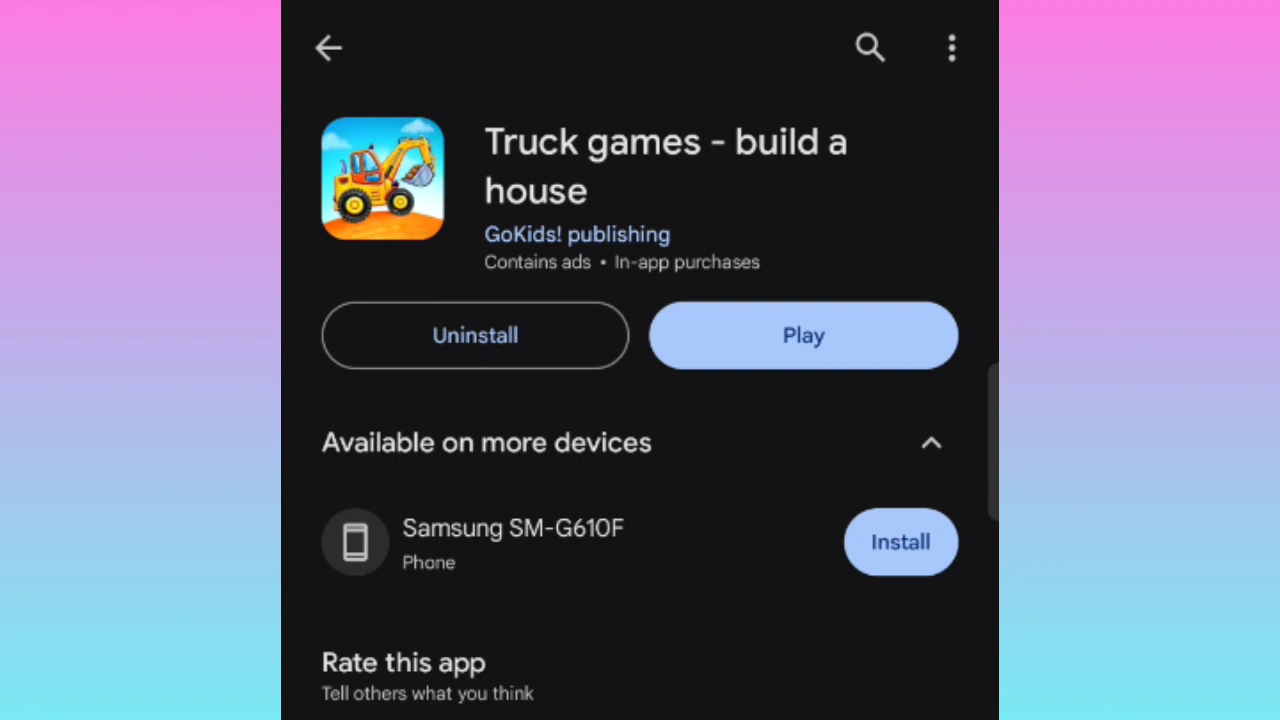 Truck games - build a
house
GoKids! publishing
Contains ads • In-app purchases
Uninstall
Play
Available on more devices
Samsung SM-G610F
Phone
Install
Rate this app
Tell others what you think